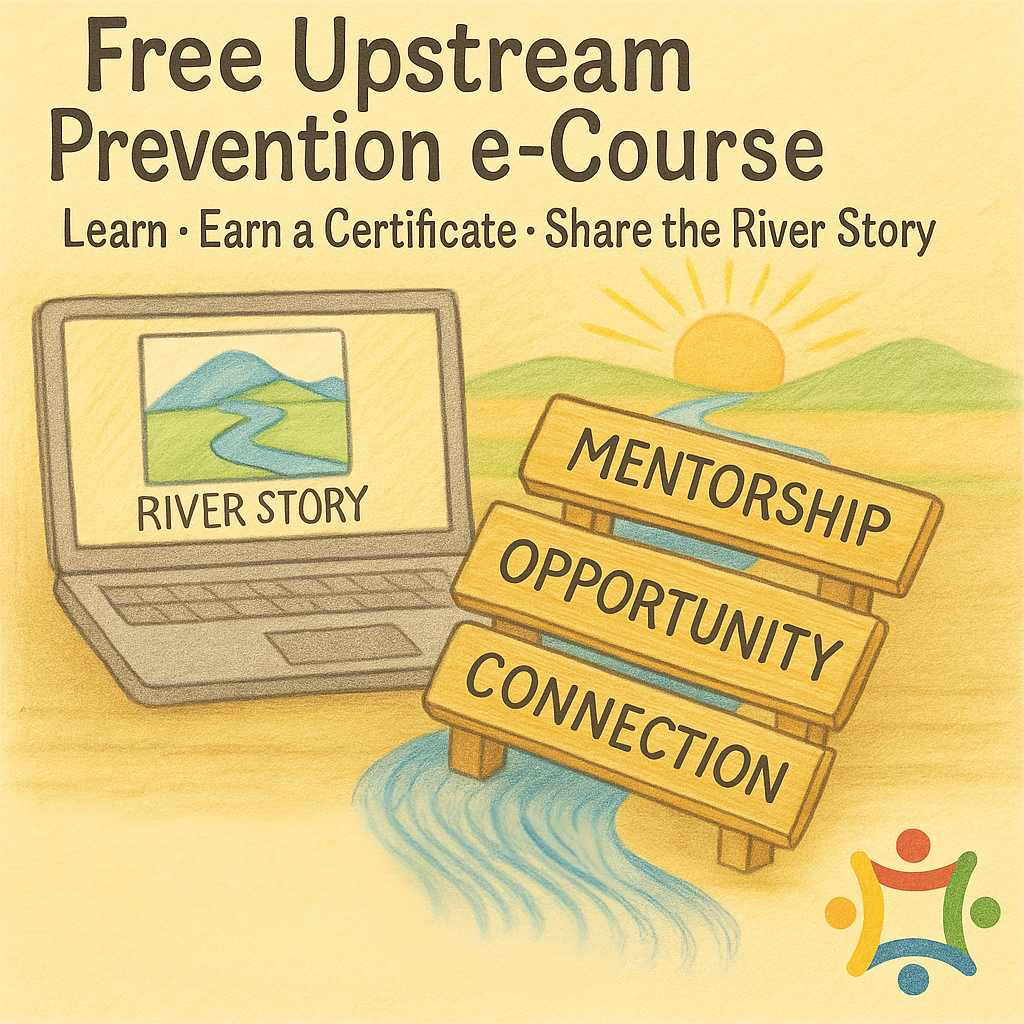 Free Upstream
Prevention e-Course
Learn · Earn a Certificate · Share the River Story
RIVER STORY
MENTORSHIP
OPPORTUNITY
CONNECTION